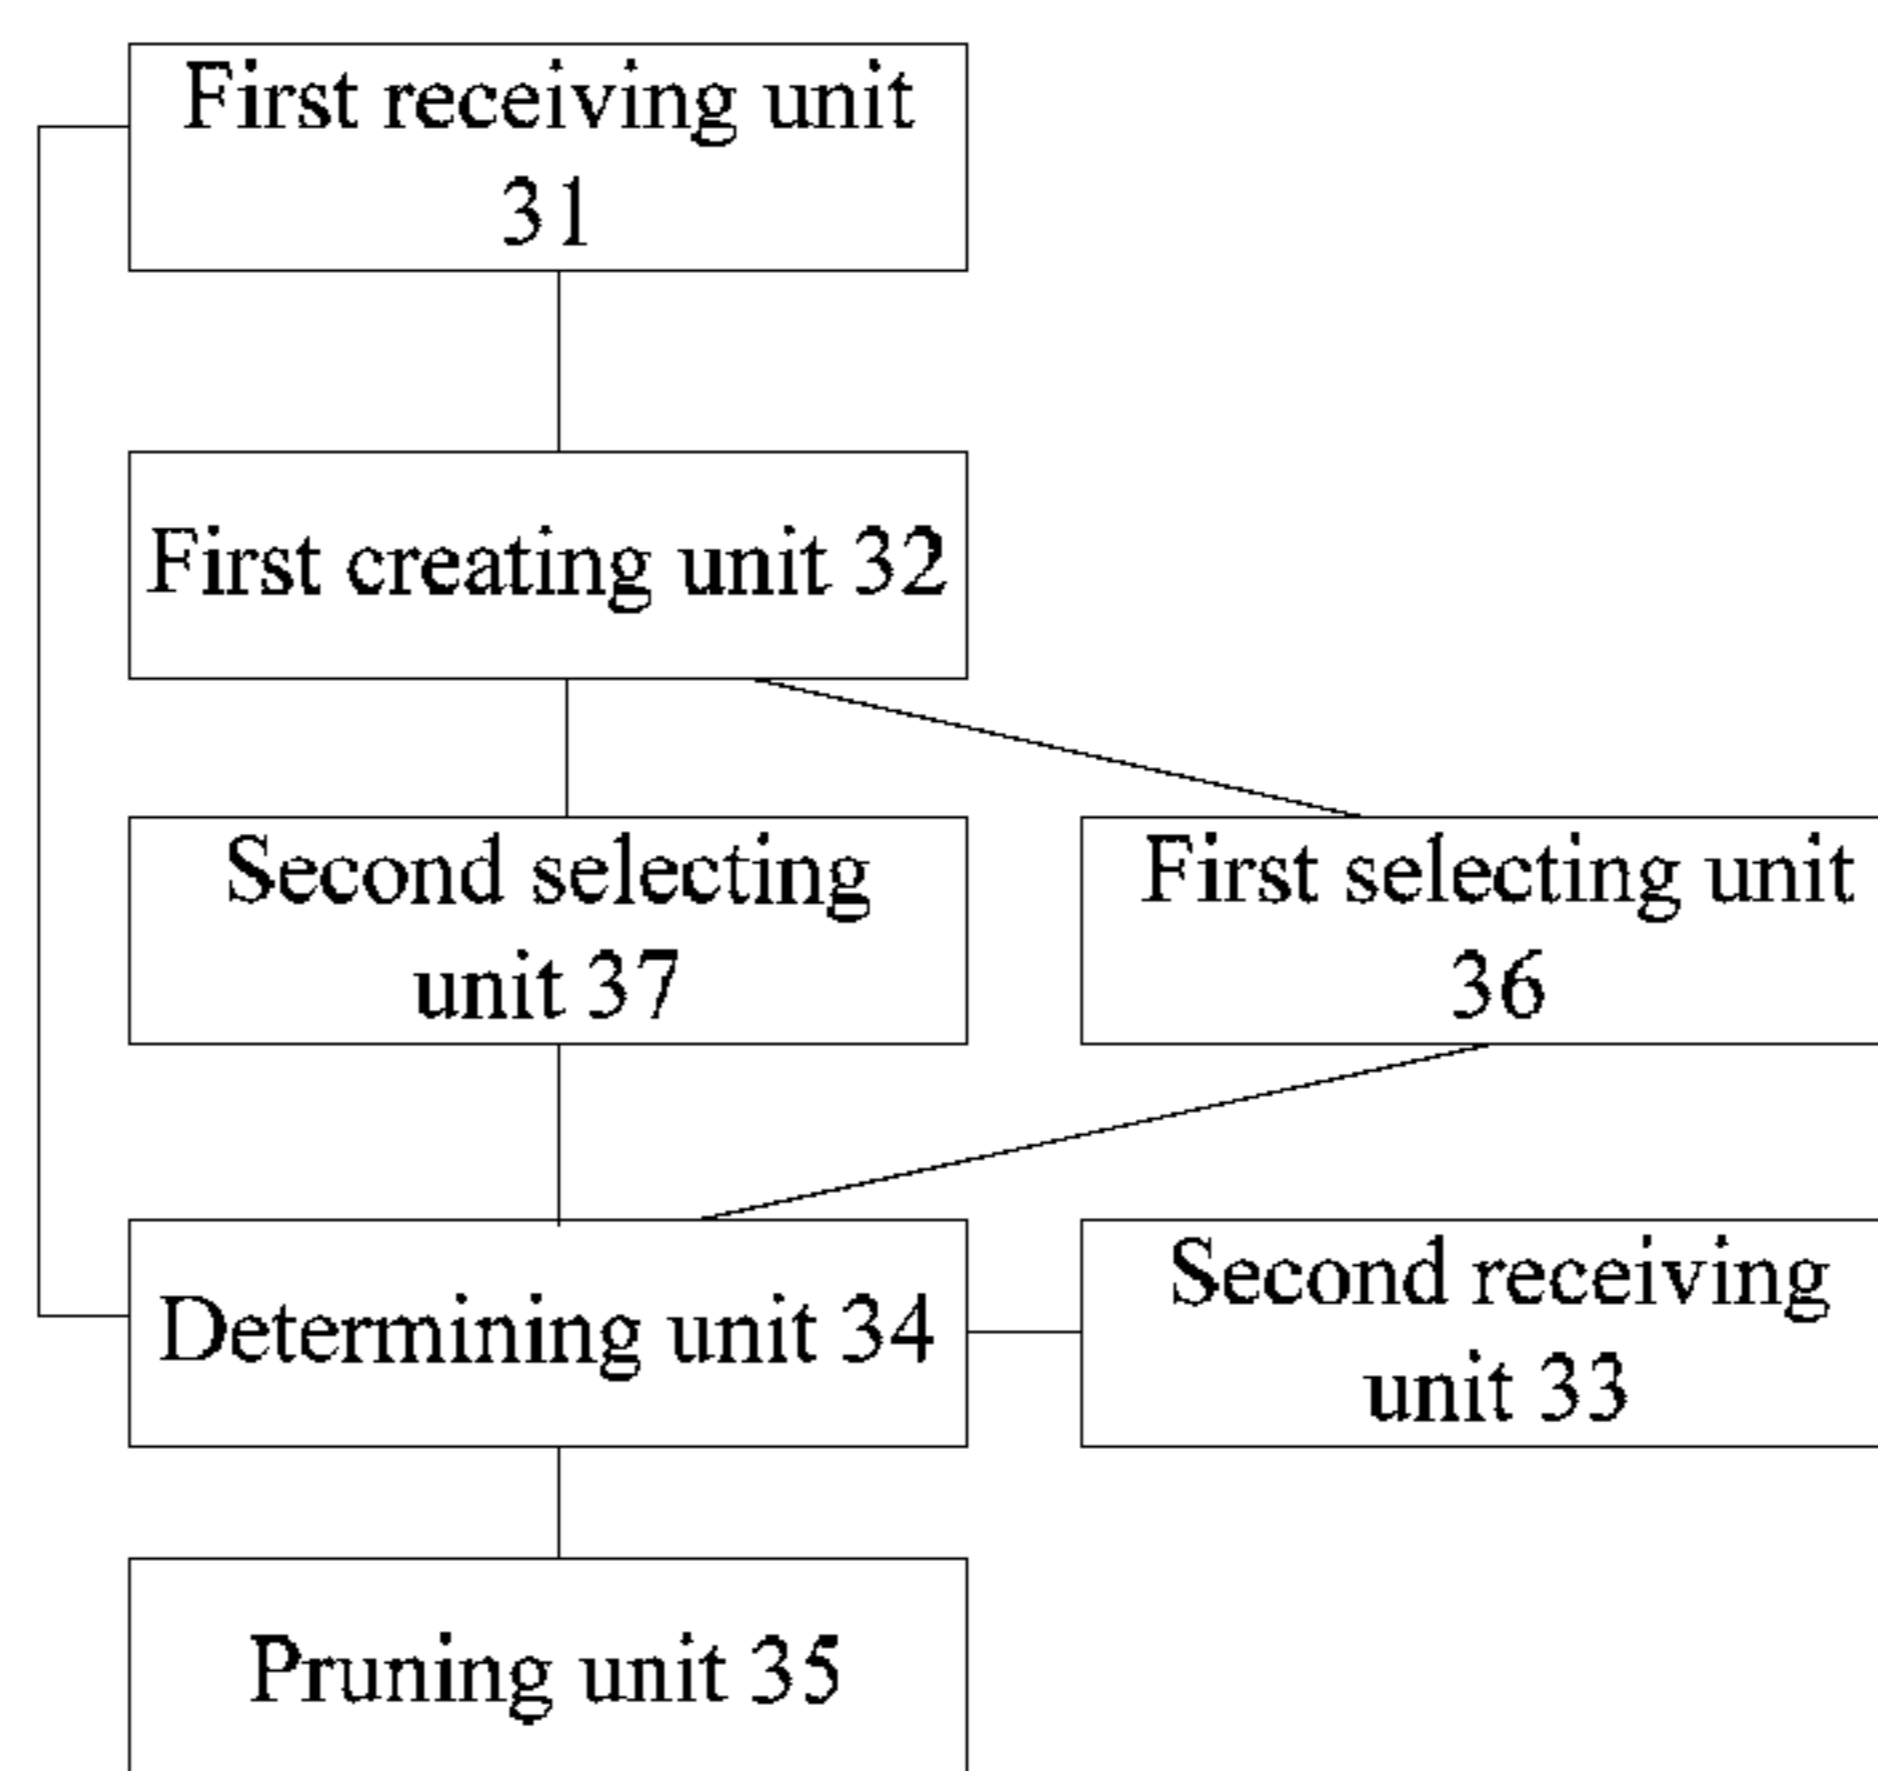 First receiving unit
31
First creating unit 32
Second selecting
unit 37
First selecting unit
36
Determining unit 34
Second receiving
unit 33
Pruning unit 35